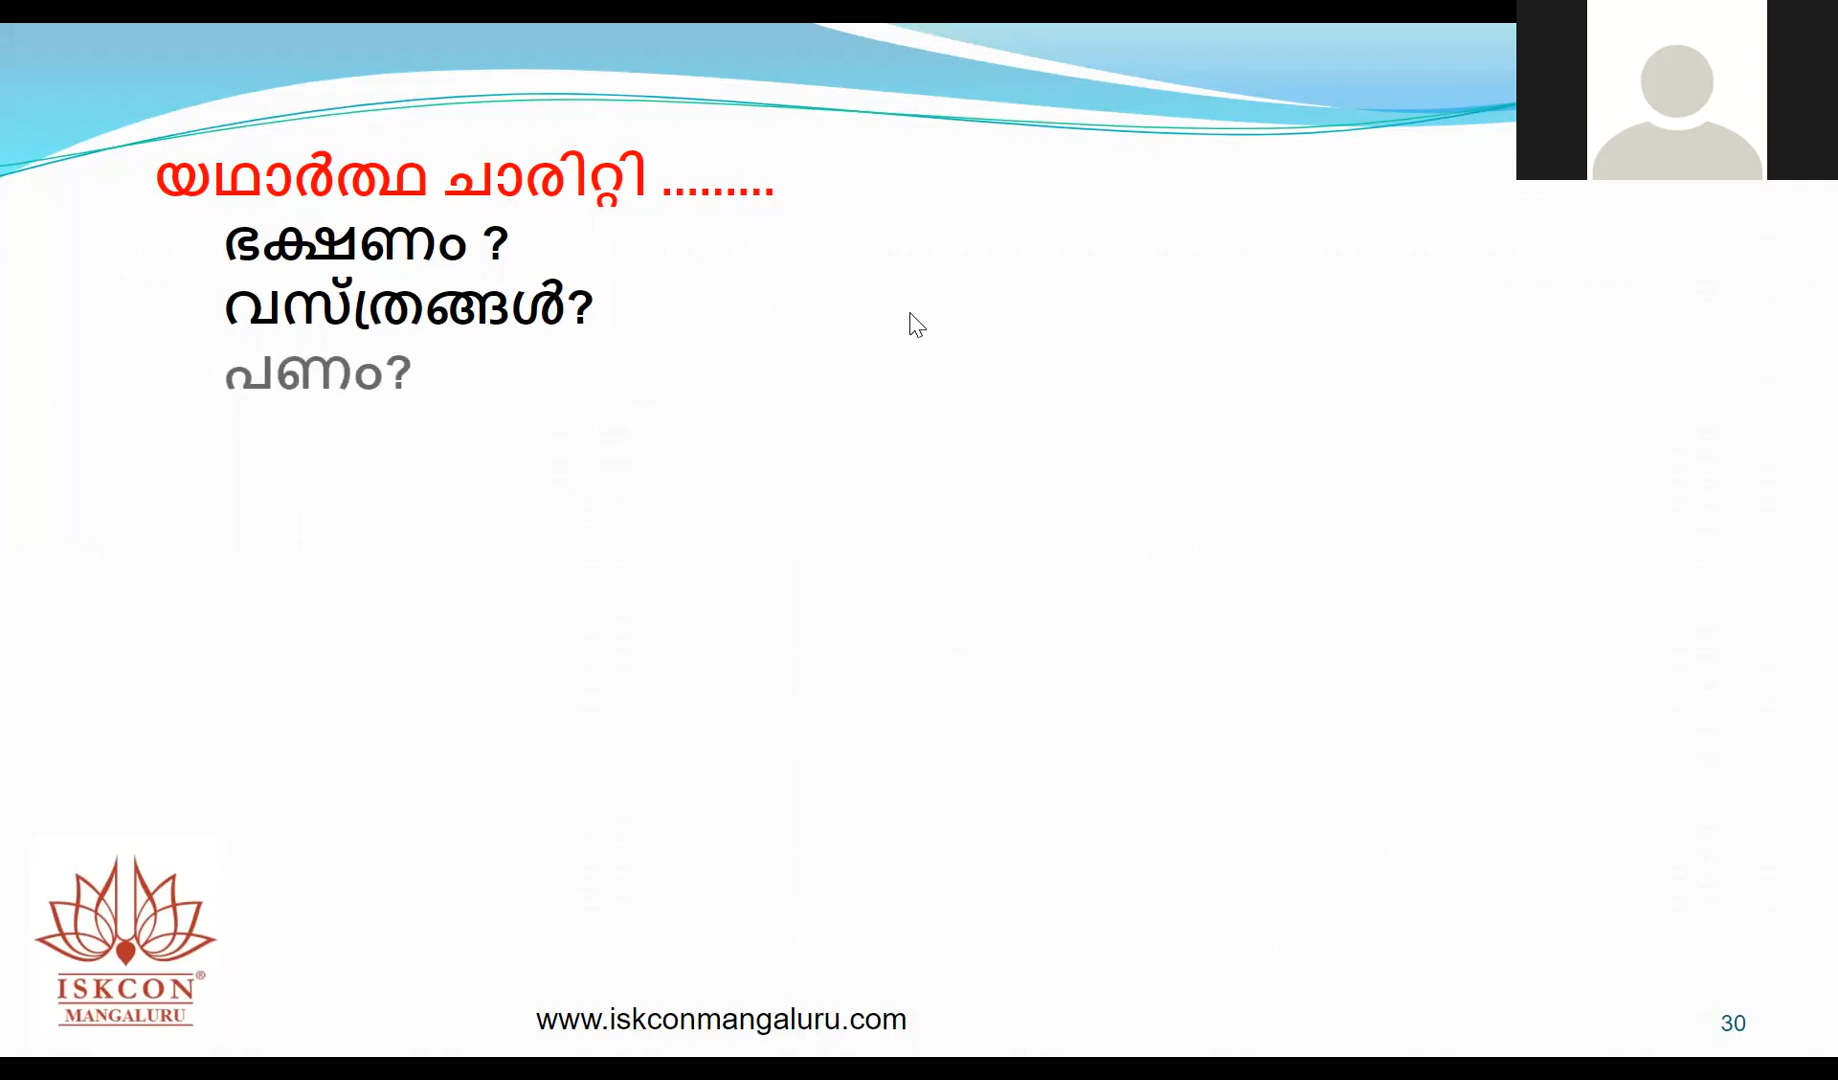 യഥാർത്ഥ ചാരിറ്റി .........
ഭക്ഷണം ?
വസ്ത്രങ്ങൾ?
പണം?
ISKCON®
MANGALURU
www.iskconmangaluru.com
30